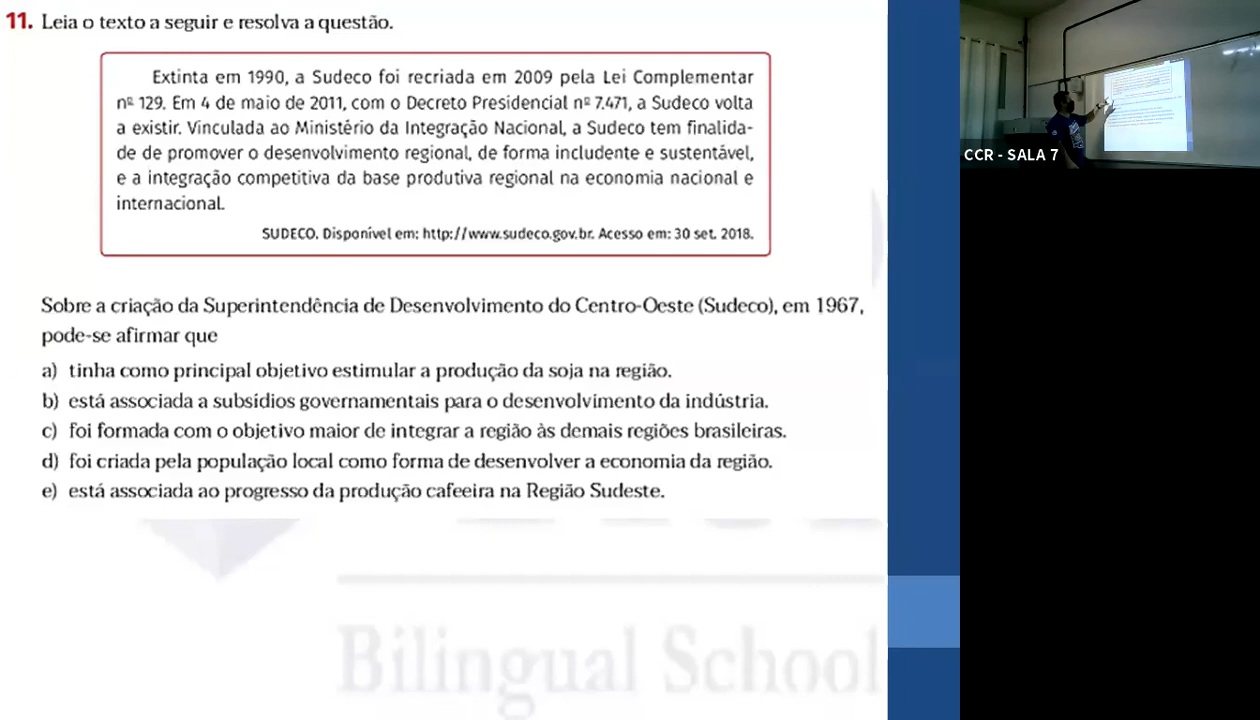 11. Leia o texto a seguir e resolva a questão.
Extinta em 1990, a Sudeco foi recriada em 2009 pela Lei Complementar
nº 129. Em 4 de maio de 2011, com o Decreto Presidencial nº 7.471, a Sudeco volta
a existir. Vinculada ao Ministério da Integração Nacional, a Sudeco tem finalida-
de de promover o desenvolvimento regional, de forma includente e sustentável,
e a integração competitiva da base produtiva regional na economia nacional e
internacional.
SUDECO. Disponível em: http://www.sudeco.gov.br. Acesso em: 30 set. 2018.
Sobre a criação da Superintendência de Desenvolvimento do Centro-Oeste (Sudeco), em 1967,
pode-se afirmar que
a) tinha como principal objetivo estimular a produção da soja na região.
b) está associada a subsídios governamentais para o desenvolvimento da indústria.
c) foi formada com o objetivo maior de integrar a região às demais regiões brasileiras.
d) foi criada pela população local como forma de desenvolver a economia da região.
e) está associada ao progresso da produção cafeeira na Região Sudeste.
Bilingual School
CCR - SALA 7